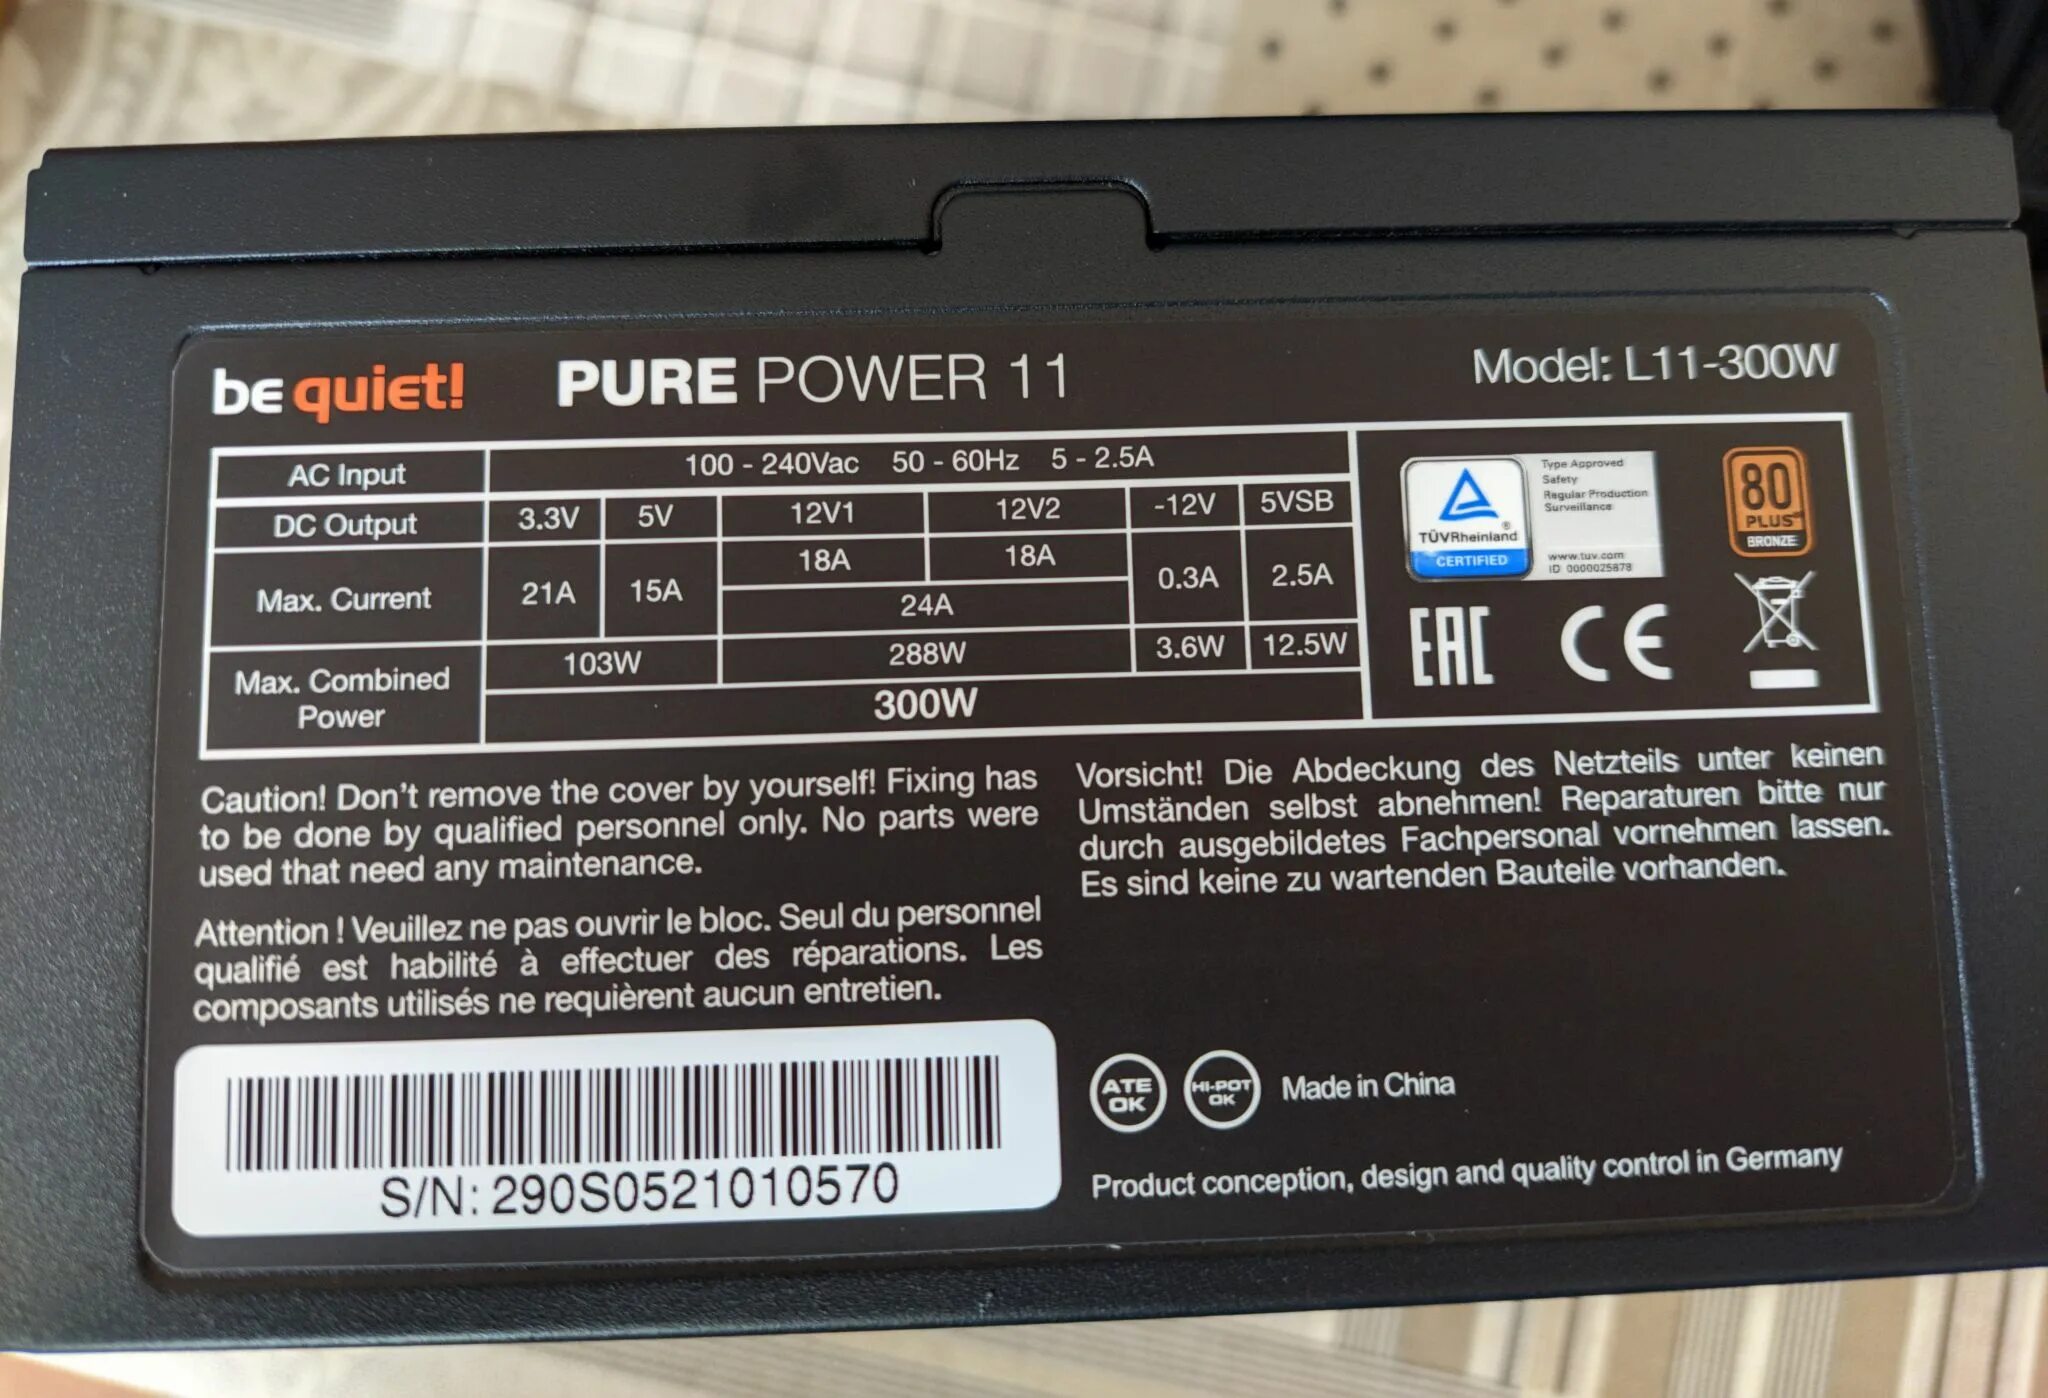 be quiet! PURE POWER 11 Model: L11-300W
AC Input 100 - 240Vac 50 - 60Hz 5 - 2.5A
DC Output 3.3V 5V 12V1 12V2 -12V 5VSB
Max. Current 21A 15A 18A 18A 0.3A 2.5A
24A
Max. Combined Power 103W 288W 3.6W 12.5W
300W
TÜVRheinland®
CERTIFIED
Type Approved
Safety
Regular Production
Surveillance
www.tuv.com
ID 0000025878
80
PLUS
BRONZE
EAC CE
Caution! Don't remove the cover by yourself! Fixing has
to be done by qualified personnel only. No parts were
used that need any maintenance.
Attention ! Veuillez ne pas ouvrir le bloc. Seul du personnel
qualifié est habilité à effectuer des réparations. Les
composants utilisés ne requièrent aucun entretien.
Vorsicht! Die Abdeckung des Netzteils unter keinen
Umständen selbst abnehmen! Reparaturen bitte nur
durch ausgebildetes Fachpersonal vornehmen lassen.
Es sind keine zu wartenden Bauteile vorhanden.
S/N: 290S0521010570
ATE
OK
HI-POT
OK
Made in China
Product conception, design and quality control in Germany